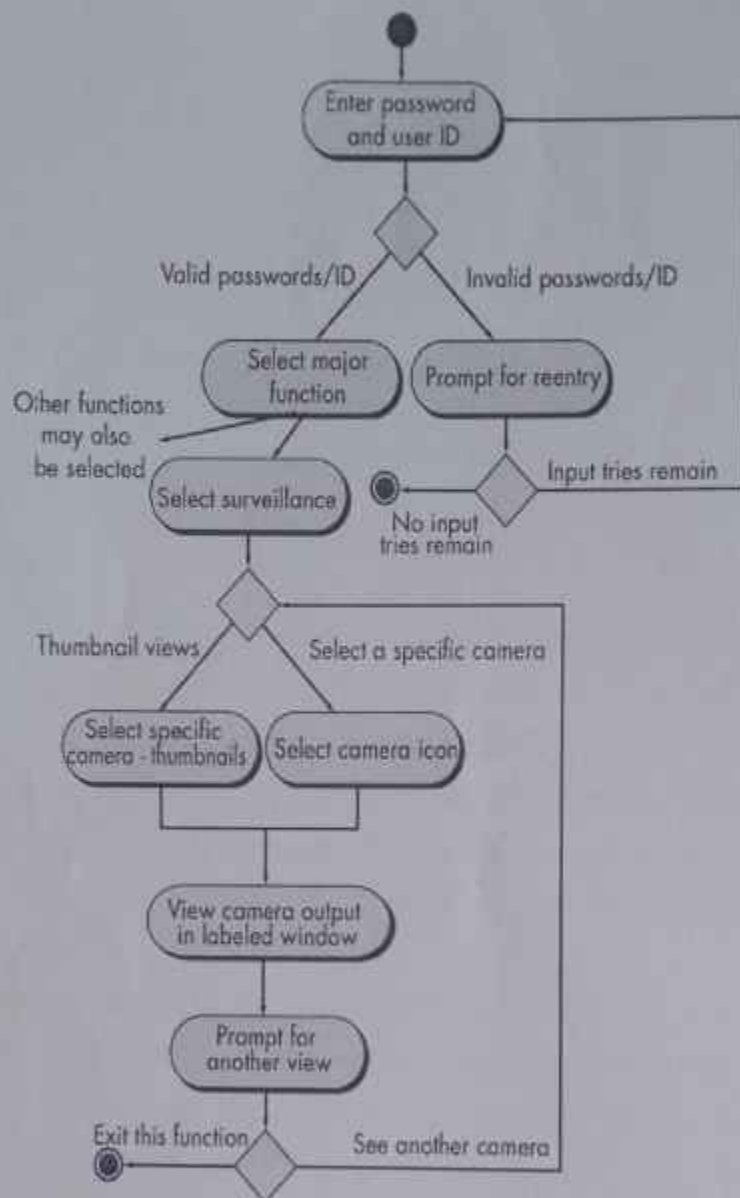 Enter password
and user ID
Valid passwords/ID
Invalid passwords/ID
Select major
function
Prompt for reentry
Other functions
may also
be selected
Select surveillance
Input tries remain
No input
tries remain
Thumbnail views
Select a specific camera
Select specific
camera - thumbnails
Select camera icon
View camera output
in labeled window
Prompt for
another view
Exit this function
See another camera